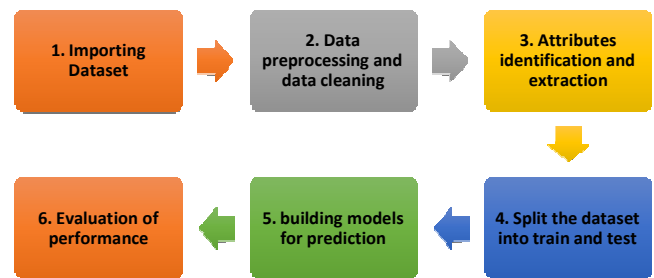 1. Importing
Dataset
2. Data
preprocessing and
data cleaning
3. Attributes
identification and
extraction
4. Split the dataset
into train and test
5. building models
for prediction
6. Evaluation of
performance